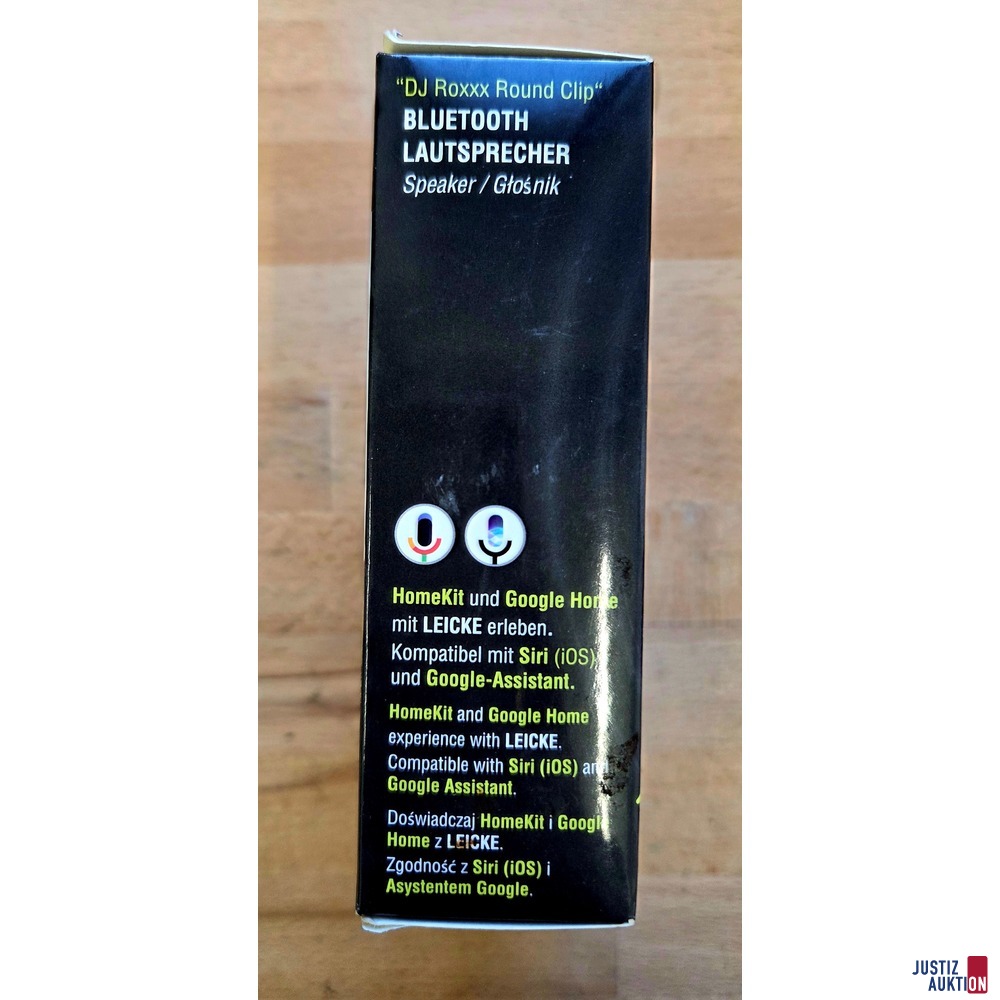 “DJ Roxxx Round Clip“
BLUETOOTH
LAUTSPRECHER
Speaker / Głośnik
HomeKit und Google Home
mit LEICKE erleben.
Kompatibel mit Siri (iOS)
und Google-Assistant.
HomeKit and Google Home
experience with LEICKE.
Compatible with Siri (iOS) and
Google Assistant.
Doświadczaj HomeKit i Google
Home z LEICKE.
Zgodność z Siri (iOS) i
Asystentem Google.
JUSTIZ
AUKTION